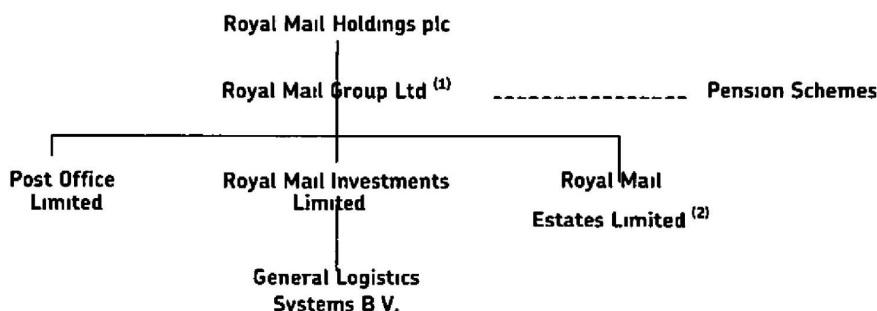 Royal Mail Holdings plc
Royal Mail Group Ltd (1) Pension Schemes
Post Office
Limited
Royal Mail Investments
Limited
Royal Mail
Estates Limited (2)
General Logistics
Systems B V.